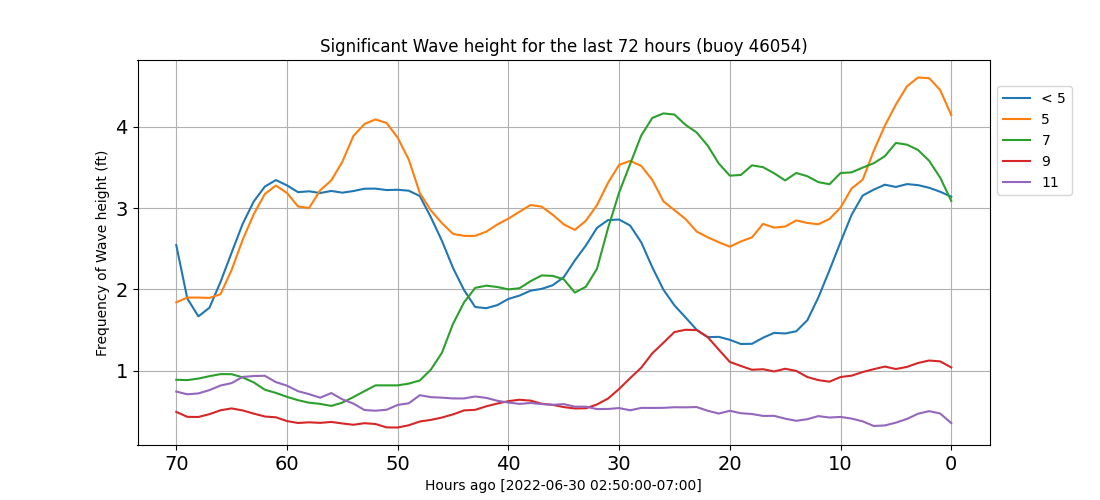 Significant Wave height for the last 72 hours (buoy 46054)
Frequency of Wave height (ft)
4
3
2
1
70 60 50 40 30 20 10 0
Hours ago [2022-06-30 02:50:00-07:00]
< 5
5
7
9
11